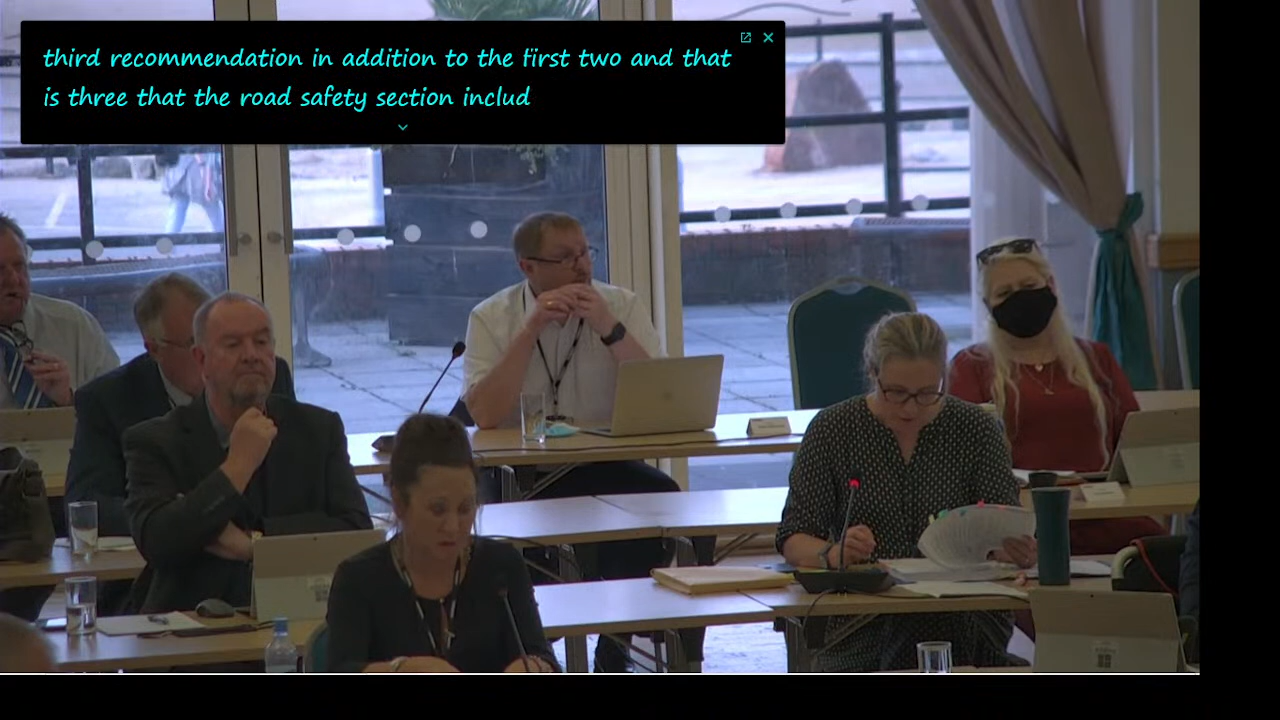 third recommendation in addition to the first two and that
is three that the road safety section includ